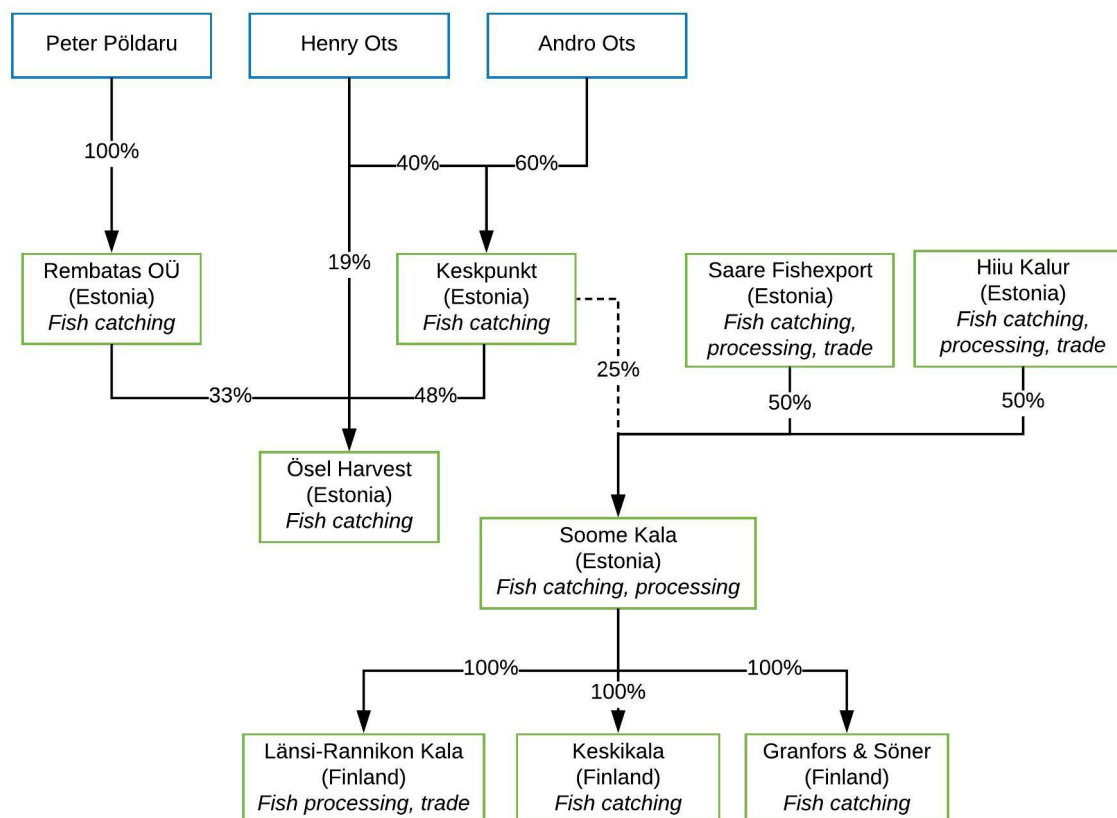 Peter Põldaru
Henry Ots
Andro Ots
100%
40%
60%
19%
Rembatas OÜ
(Estonia)
Fish catching
Keskpunkt
(Estonia)
Fish catching
Saare Fishexport
(Estonia)
Fish catching,
processing, trade
Hiiu Kalur
(Estonia)
Fish catching,
processing, trade
33%
48%
25%
50%
50%
Ösel Harvest
(Estonia)
Fish catching
Soome Kala
(Estonia)
Fish catching, processing
100%
100%
100%
Länsi-Rannikon Kala
(Finland)
Fish processing, trade
Keskikala
(Finland)
Fish catching
Granfors & Söner
(Finland)
Fish catching